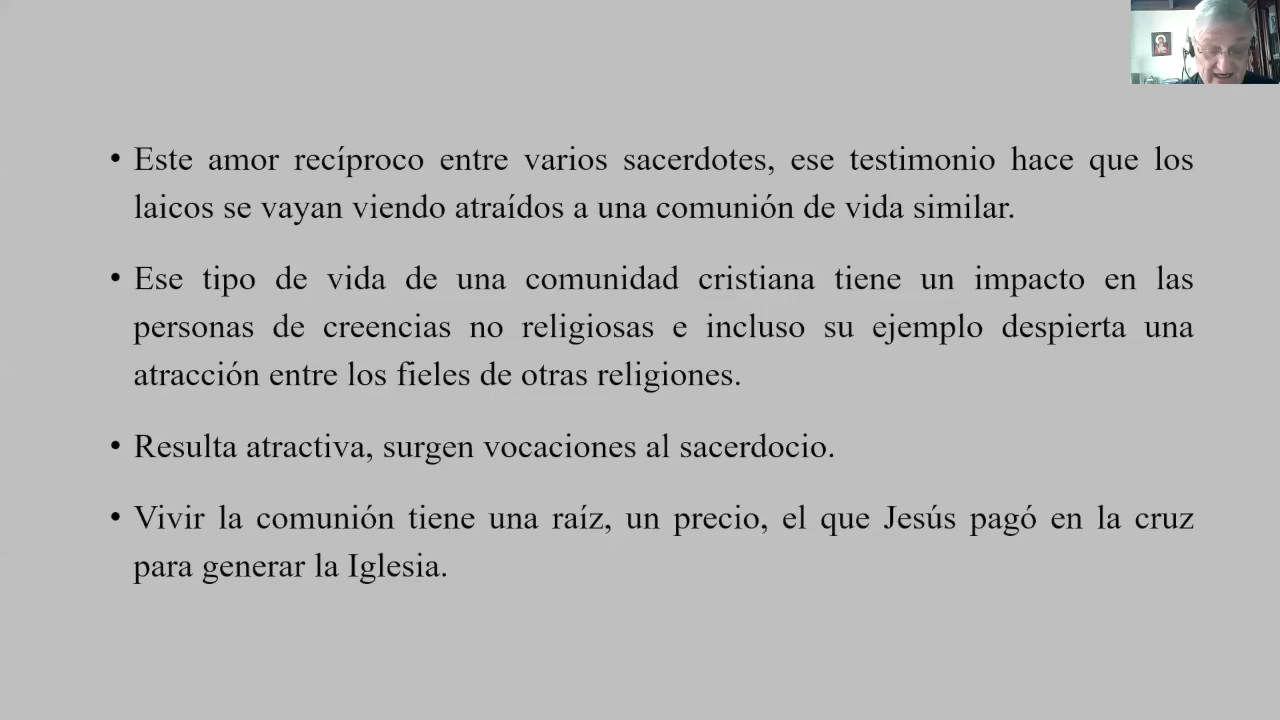 • Este amor recíproco entre varios sacerdotes, ese testimonio hace que los
laicos se vayan viendo atraídos a una comunión de vida similar.
• Ese tipo de vida de una comunidad cristiana tiene un impacto en las
personas de creencias no religiosas e incluso su ejemplo despierta una
atracción entre los fieles de otras religiones.
• Resulta atractiva, surgen vocaciones al sacerdocio.
• Vivir la comunión tiene una raíz, un precio, el que Jesús pagó en la cruz
para generar la Iglesia.